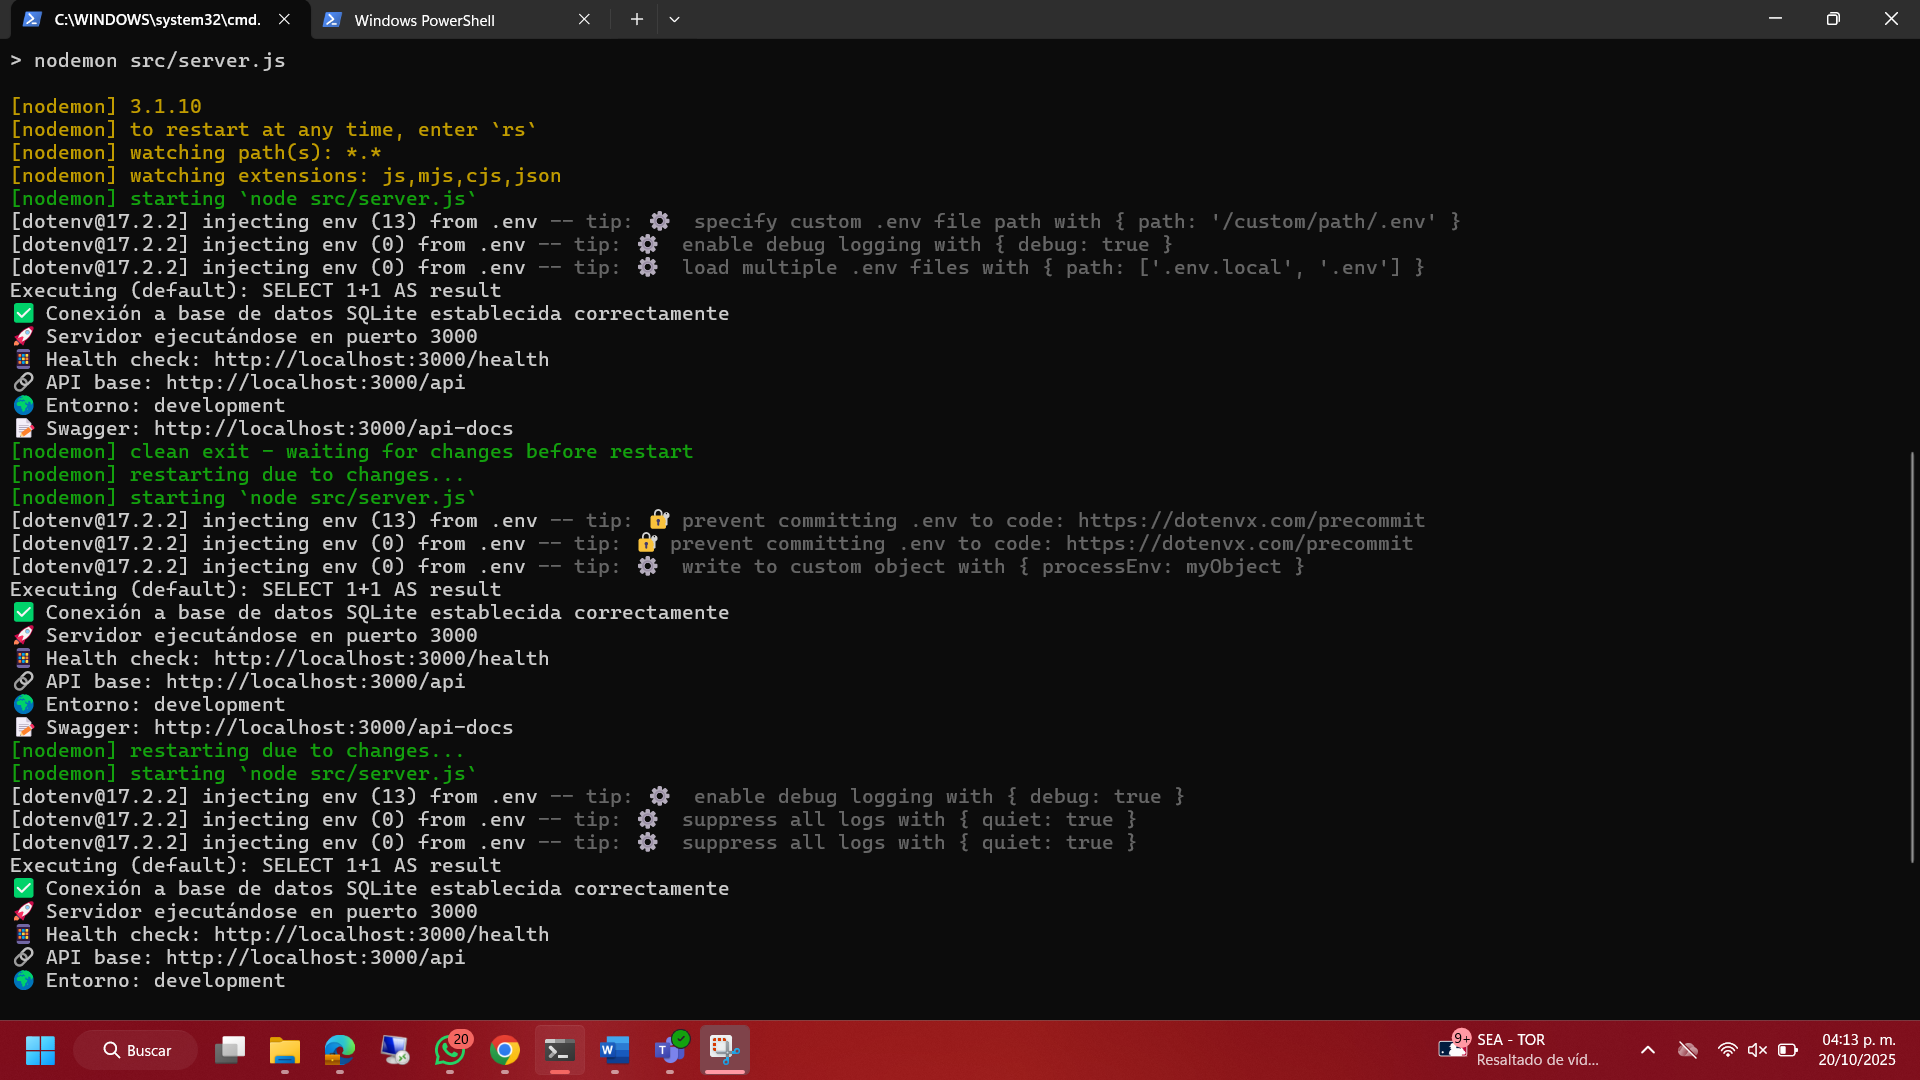 C:\WINDOWS\system32\cmd.
Windows PowerShell
> nodemon src/server.js
[nodemon] 3.1.10
[nodemon] to restart at any time, enter `rs`
[nodemon] watching path(s): *.*
[nodemon] watching extensions: js,mjs,cjs,json
[nodemon] starting `node src/server.js`
[dotenv@17.2.2] injecting env (13) from .env -- tip: ⚙️ specify custom .env file path with { path: '/custom/path/.env' }
[dotenv@17.2.2] injecting env (0) from .env -- tip: ⚙️ enable debug logging with { debug: true }
[dotenv@17.2.2] injecting env (0) from .env -- tip: ⚙️ load multiple .env files with { path: ['.env.local', '.env'] }
Executing (default): SELECT 1+1 AS result
✅ Conexión a base de datos SQLite establecida correctamente
🚀 Servidor ejecutándose en puerto 3000
📱 Health check: http://localhost:3000/health
🔗 API base: http://localhost:3000/api
🌍 Entorno: development
📝 Swagger: http://localhost:3000/api-docs
[nodemon] clean exit - waiting for changes before restart
[nodemon] restarting due to changes...
[nodemon] starting `node src/server.js`
[dotenv@17.2.2] injecting env (13) from .env -- tip: 🔐 prevent committing .env to code: https://dotenvx.com/precommit
[dotenv@17.2.2] injecting env (0) from .env -- tip: 🔐 prevent committing .env to code: https://dotenvx.com/precommit
[dotenv@17.2.2] injecting env (0) from .env -- tip: ⚙️ write to custom object with { processEnv: myObject }
Executing (default): SELECT 1+1 AS result
✅ Conexión a base de datos SQLite establecida correctamente
🚀 Servidor ejecutándose en puerto 3000
📱 Health check: http://localhost:3000/health
🔗 API base: http://localhost:3000/api
🌍 Entorno: development
📝 Swagger: http://localhost:3000/api-docs
[nodemon] restarting due to changes...
[nodemon] starting `node src/server.js`
[dotenv@17.2.2] injecting env (13) from .env -- tip: ⚙️ enable debug logging with { debug: true }
[dotenv@17.2.2] injecting env (0) from .env -- tip: ⚙️ suppress all logs with { quiet: true }
[dotenv@17.2.2] injecting env (0) from .env -- tip: ⚙️ suppress all logs with { quiet: true }
Executing (default): SELECT 1+1 AS result
✅ Conexión a base de datos SQLite establecida correctamente
🚀 Servidor ejecutándose en puerto 3000
📱 Health check: http://localhost:3000/health
🔗 API base: http://localhost:3000/api
🌍 Entorno: development
Buscar
20
9+
SEA - TOR
Resaltado de víd...
04:13 p. m.
20/10/2025